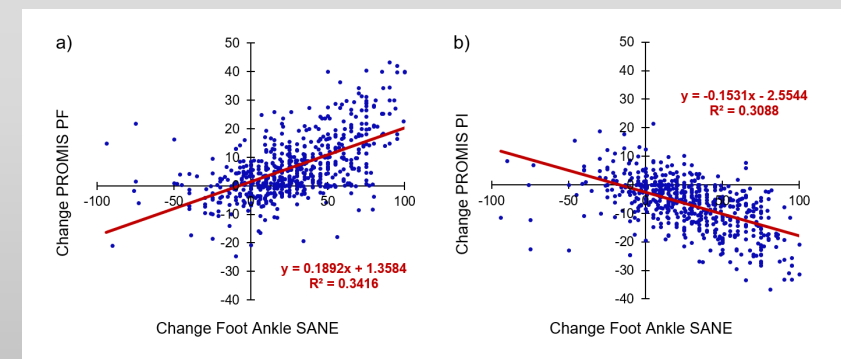 a)
50
40
30
20
10
-100
-50
0
50
100
-10
-20
-30
-40
Change PROMIS PF
y = 0.1892x + 1.3584
R² = 0.3416
Change Foot Ankle SANE
b)
50
40
30
20
10
-100
-50
0
50
100
-10
-20
-30
-40
Change PROMIS PI
y = -0.1531x - 2.5544
R² = 0.3088
Change Foot Ankle SANE